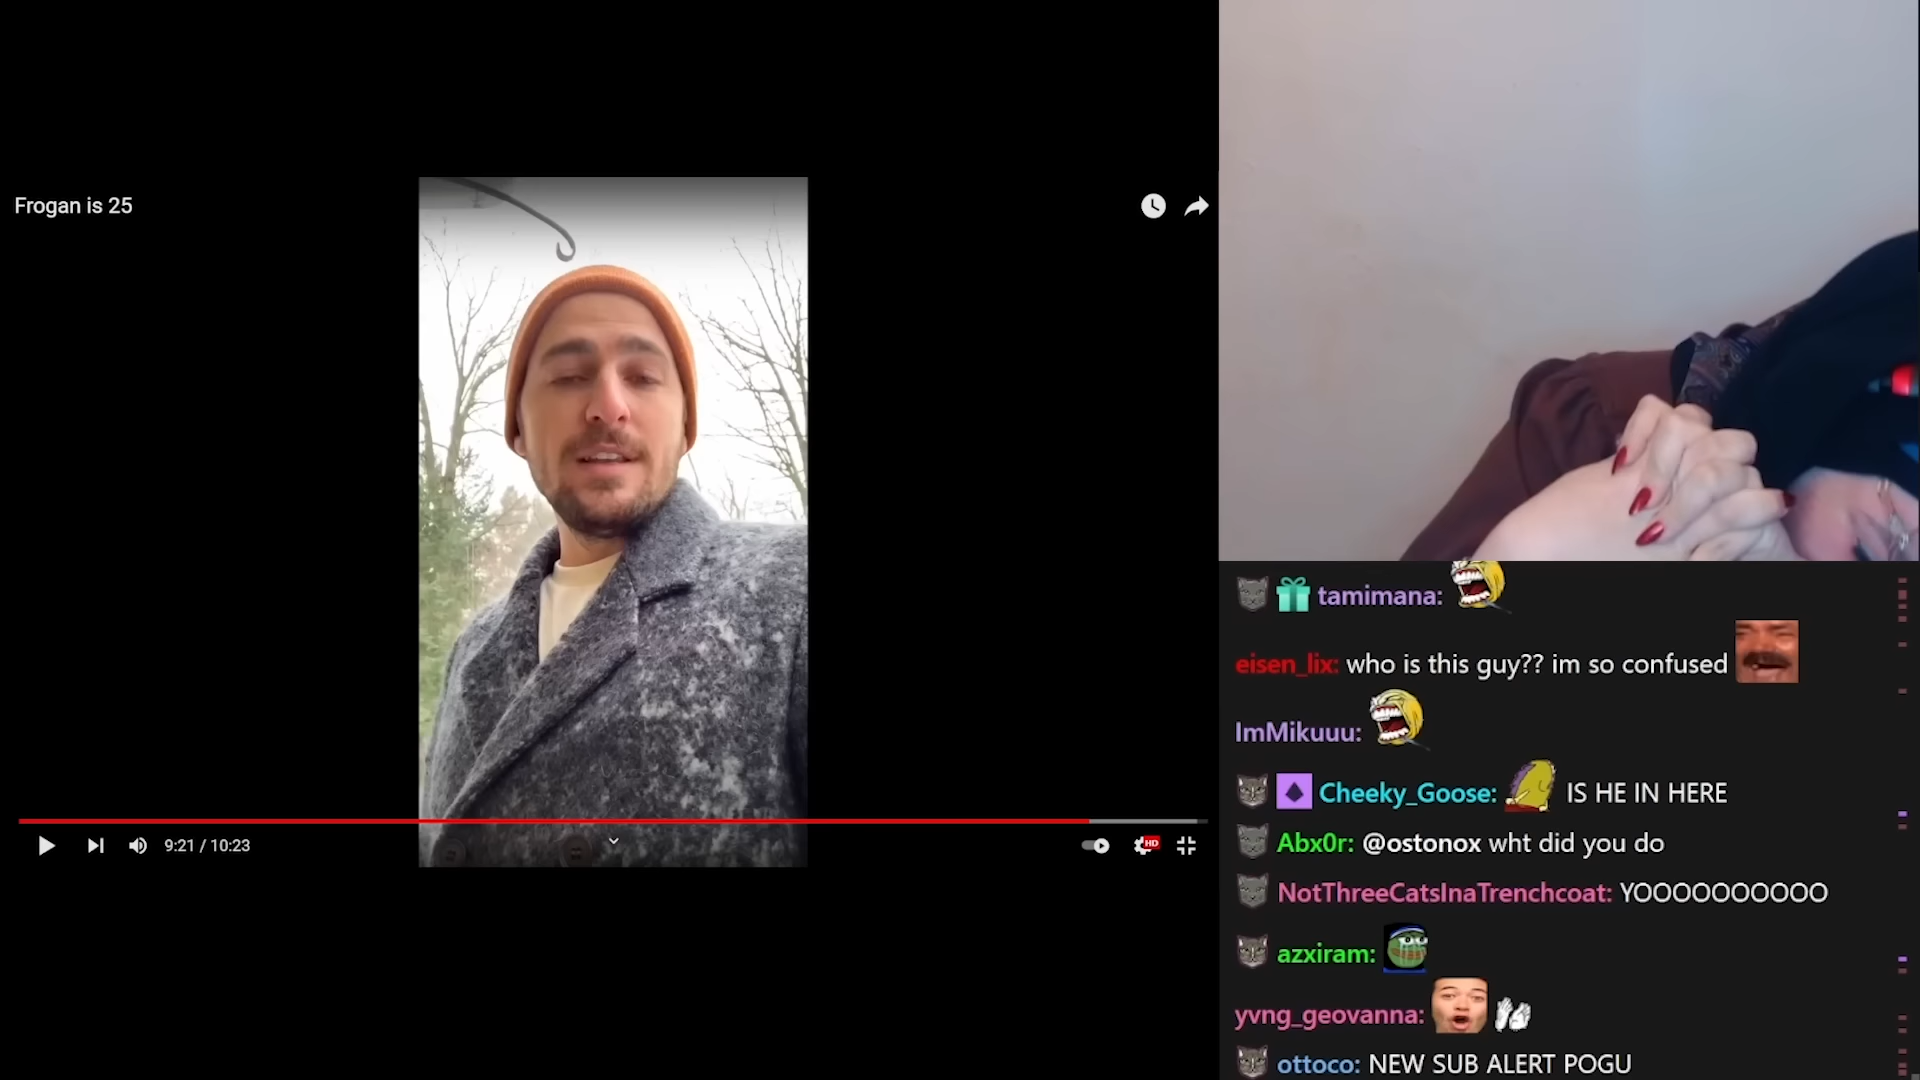 Frogan is 25
9:21 / 10:23
HD
tamimana:
eisen_lix: who is this guy?? im so confused
ImMikuuu:
Cheeky_Goose: IS HE IN HERE
Abx0r: @ostonox wht did you do
NotThreeCatsInaTrenchcoat: YOOOOOOOOOO
azxiram:
yvng_geovanna:
ottoco: NEW SUB ALERT POGU